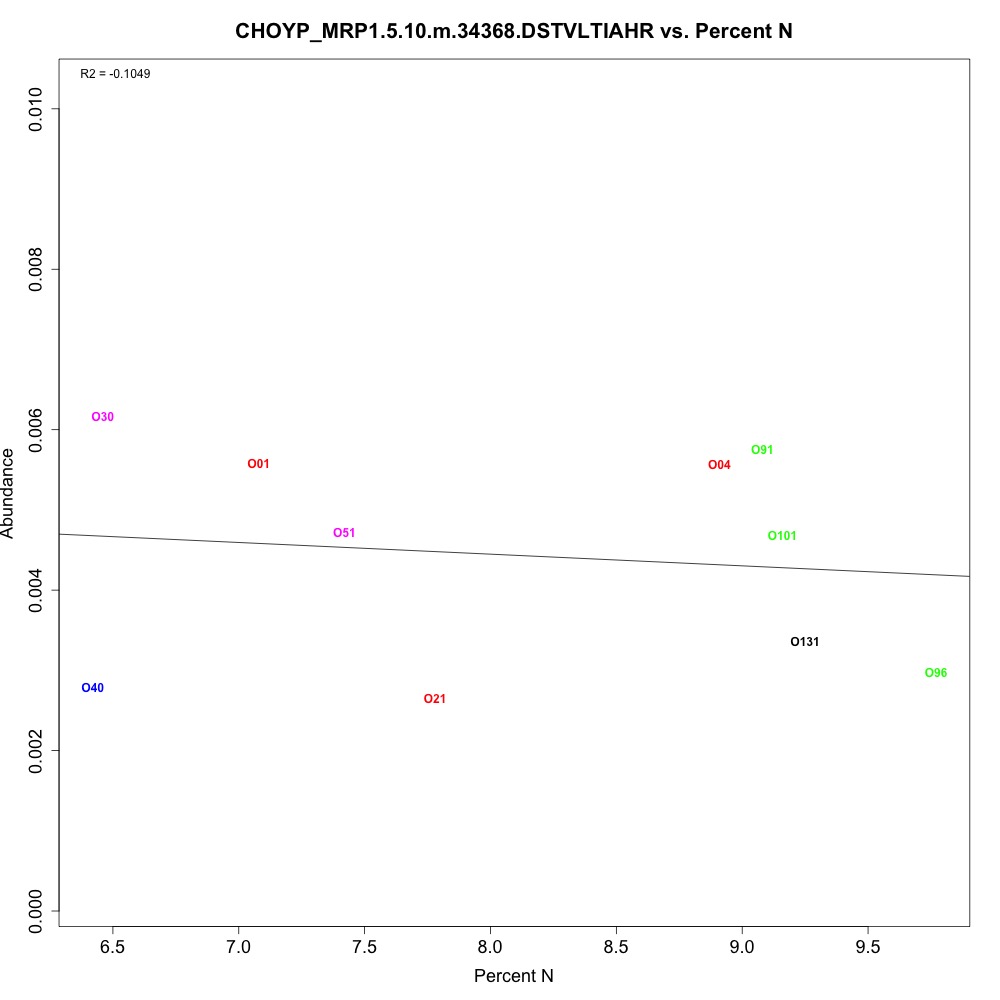 CHOYP_MRP1.5.10.m.34368.DSTVLTIAHR vs. Percent N
R2 = -0.1049
0.010
0.008
0.006
0.004
0.002
0.000
Abundance
O30
O01
O04
O91
O51
O101
O131
O96
O40
O21
6.5 7.0 7.5 8.0 8.5 9.0 9.5
Percent N